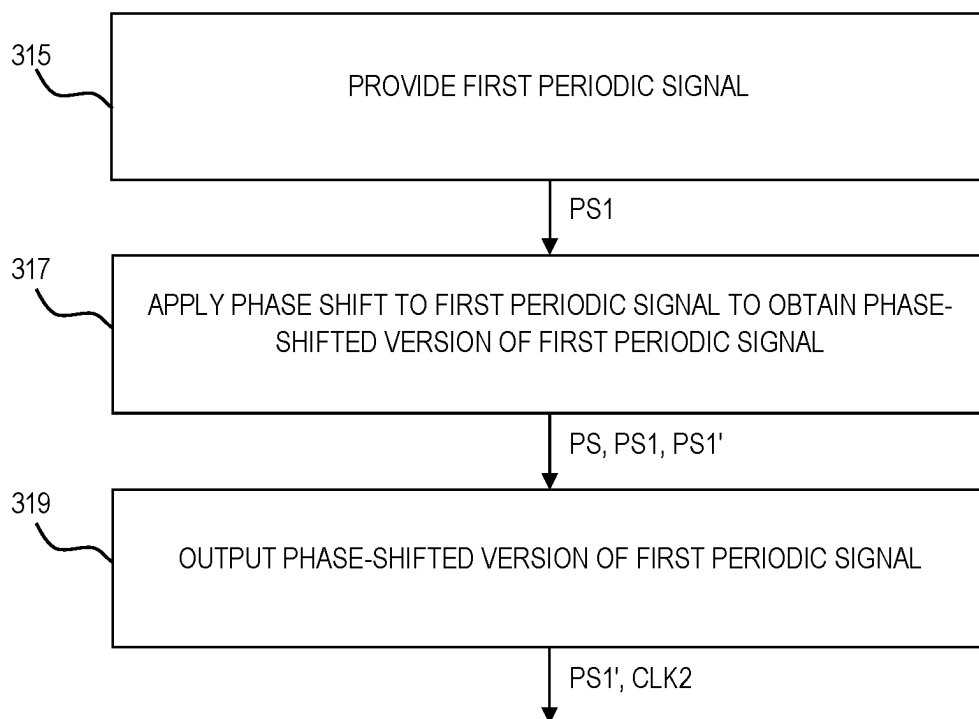 315
PROVIDE FIRST PERIODIC SIGNAL
PS1
317
APPLY PHASE SHIFT TO FIRST PERIODIC SIGNAL TO OBTAIN PHASE-
SHIFTED VERSION OF FIRST PERIODIC SIGNAL
PS, PS1, PS1'
319
OUTPUT PHASE-SHIFTED VERSION OF FIRST PERIODIC SIGNAL
PS1', CLK2